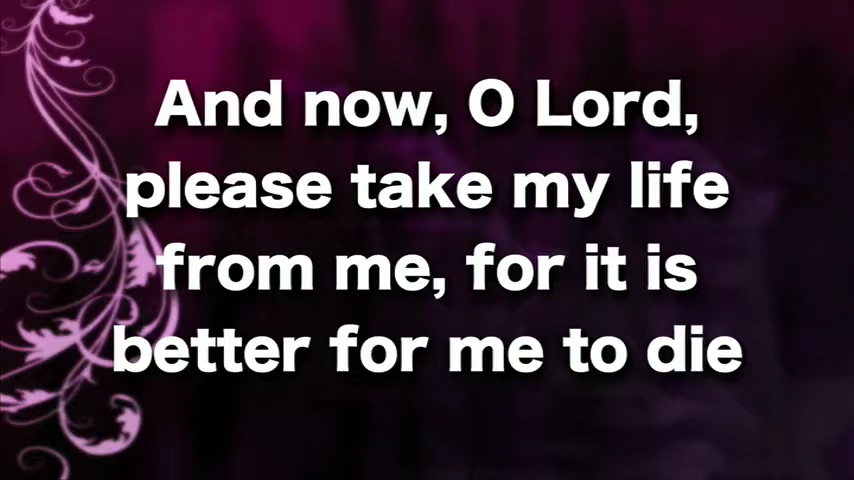 And now, O Lord,
please take my life
from me, for it is
better for me to die